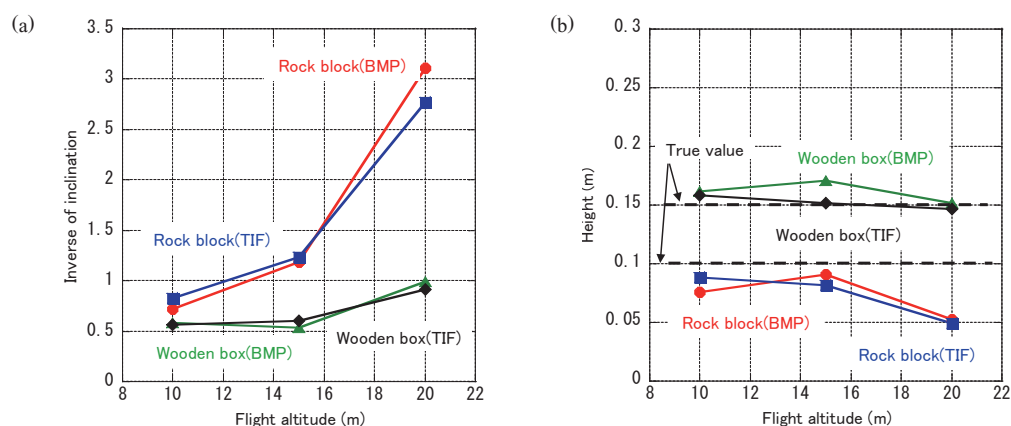 (a)
3.5
3
2.5
2
1.5
1
0.5
0
8
10
12
14
16
18
20
22
Flight altitude (m)
Inverse of inclination
Rock block(BMP)
Rock block(TIF)
Wooden box(TIF)
Wooden box(BMP)
(b)
0.3
0.25
0.2
0.15
0.1
0.05
0
8
10
12
14
16
18
20
22
Flight altitude (m)
Height (m)
True value
Wooden box(BMP)
Wooden box(TIF)
Rock block(BMP)
Rock block(TIF)